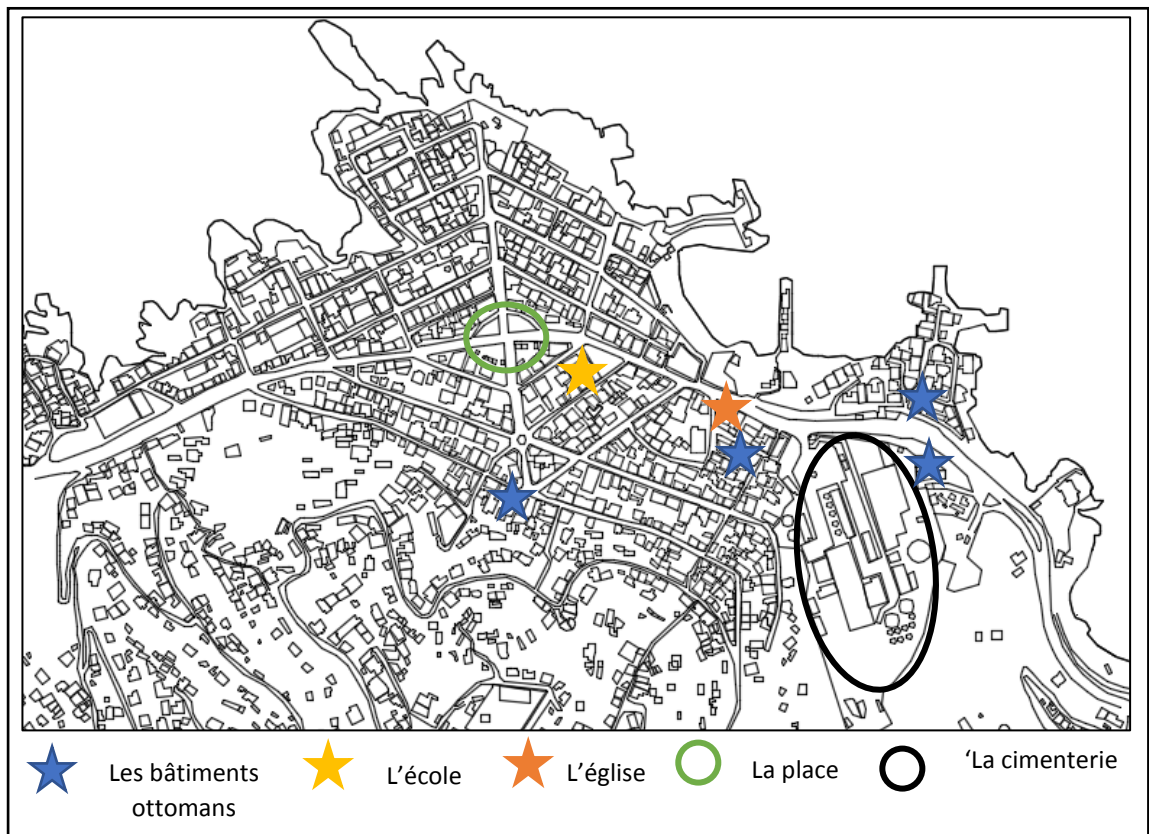 Les bâtiments
ottomans
L’école
L’église
La place
‘La cimenterie